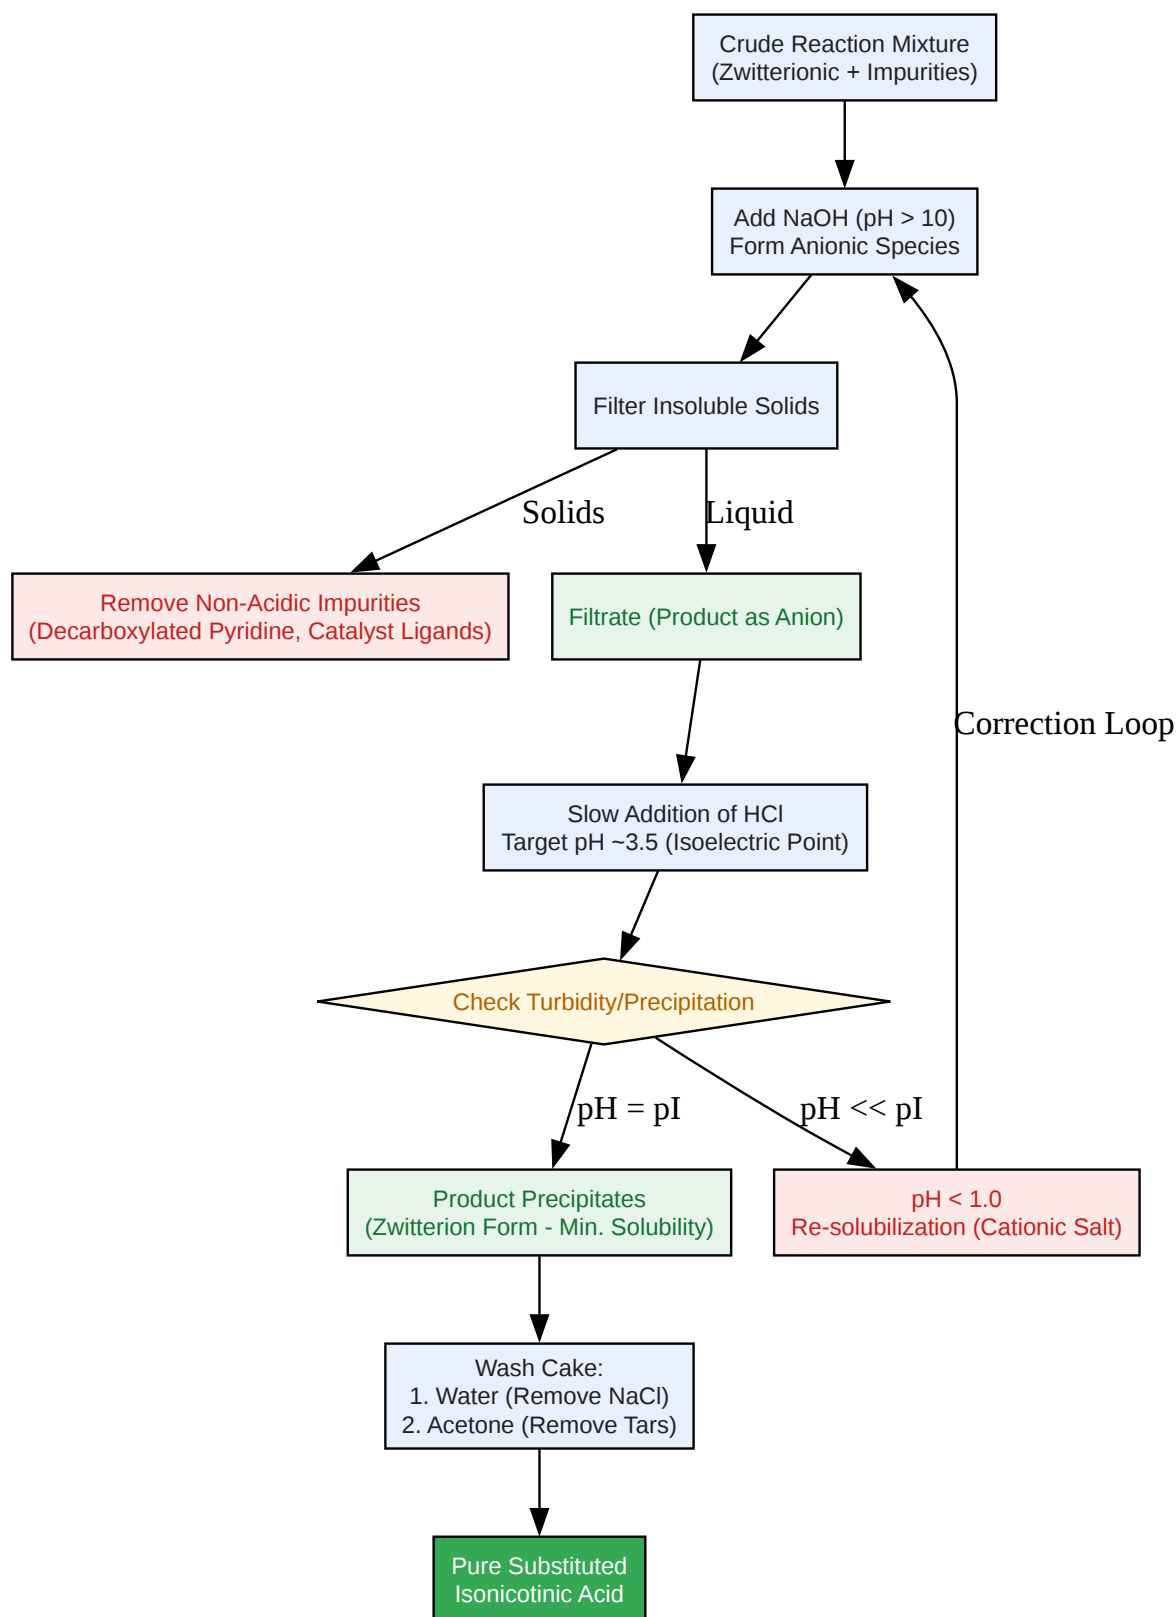 Crude Reaction Mixture
(Zwitterionic + Impurities)
Add NaOH (pH > 10)
Form Anionic Species
Filter Insoluble Solids
Solids
Liquid
Remove Non-Acidic Impurities
(Decarboxylated Pyridine, Catalyst Ligands)
Filtrate (Product as Anion)
Correction Loop
Slow Addition of HCl
Target pH ~3.5 (Isoelectric Point)
Check Turbidity/Precipitation
pH = pI
pH << pI
Product Precipitates
(Zwitterion Form - Min. Solubility)
pH < 1.0
Re-solubilization (Cationic Salt)
Wash Cake:
1. Water (Remove NaCl)
2. Acetone (Remove Tars)
Pure Substituted
Isonicotinic Acid